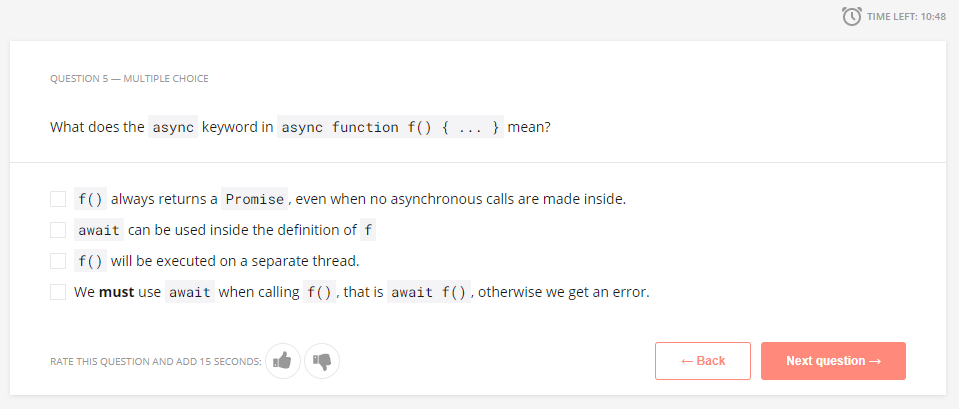 TIME LEFT: 10:48
QUESTION 5 — MULTIPLE CHOICE
What does the async keyword in async function f() { ... } mean?
f() always returns a Promise, even when no asynchronous calls are made inside.
await can be used inside the definition of f
f() will be executed on a separate thread.
We must use await when calling f(), that is await f(), otherwise we get an error.
RATE THIS QUESTION AND ADD 15 SECONDS:
← Back
Next question →